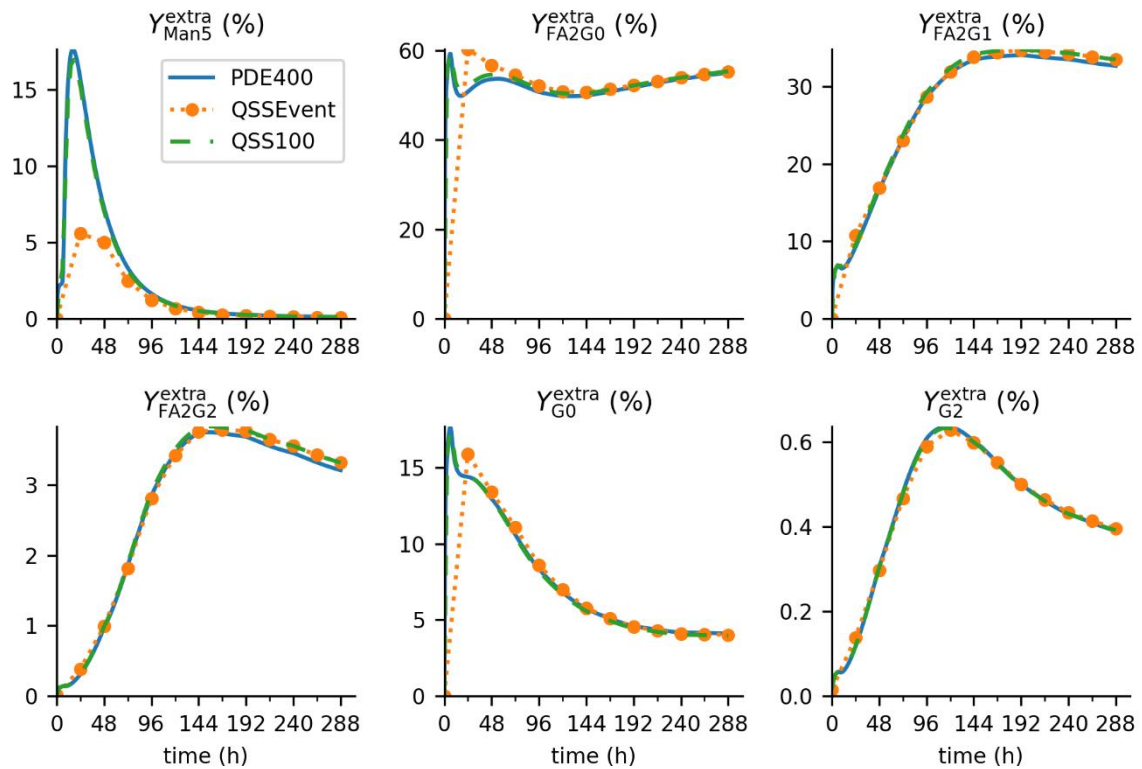 Y^extra_Man5 (%)
15
10
5
0
0 48 96 144 192 240 288
PDE400
QSSEvent
QSS100
Y^extra_FA2G0 (%)
60
40
20
0
0 48 96 144 192 240 288
Y^extra_FA2G1 (%)
30
20
10
0
0 48 96 144 192 240 288
Y^extra_FA2G2 (%)
3
2
1
0
0 48 96 144 192 240 288
time (h)
Y^extra_G0 (%)
15
10
5
0
0 48 96 144 192 240 288
time (h)
Y^extra_G2 (%)
0.6
0.4
0.2
0.0
0 48 96 144 192 240 288
time (h)